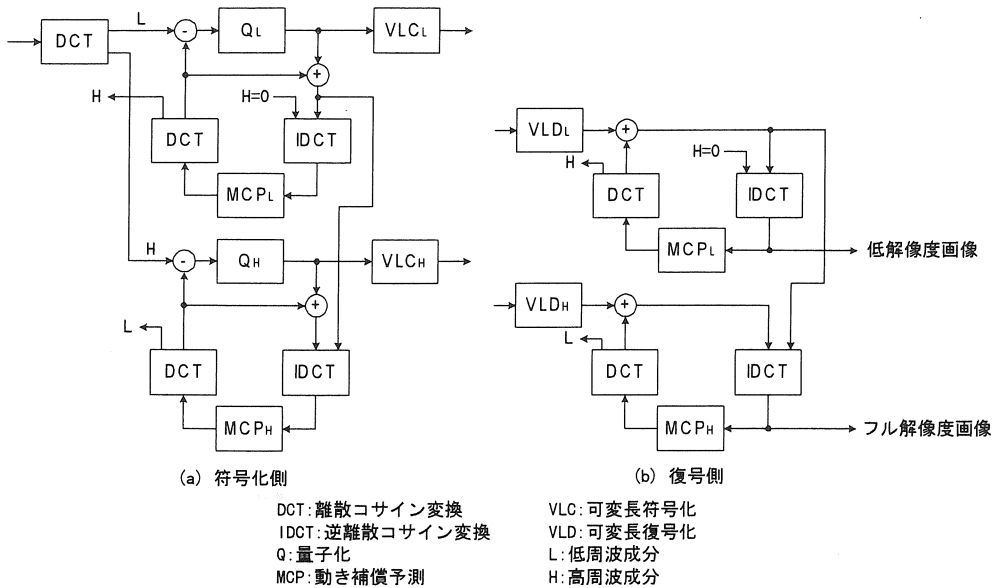 L
DCT
-
QL
VLCL
+
H
H=0
DCT
IDCT
MCPL
H
-
QH
VLCH
+
L
DCT
IDCT
MCPH
(a) 符号化側
VLDL
+
H
H=0
DCT
IDCT
MCPL
低解像度画像
VLDH
+
L
DCT
IDCT
MCPH
フル解像度画像
(b) 復号側
DCT:離散コサイン変換
IDCT:逆離散コサイン変換
Q:量子化
MCP:動き補償予測
VLC:可変長符号化
VLD:可変長復号化
L:低周波成分
H:高周波成分